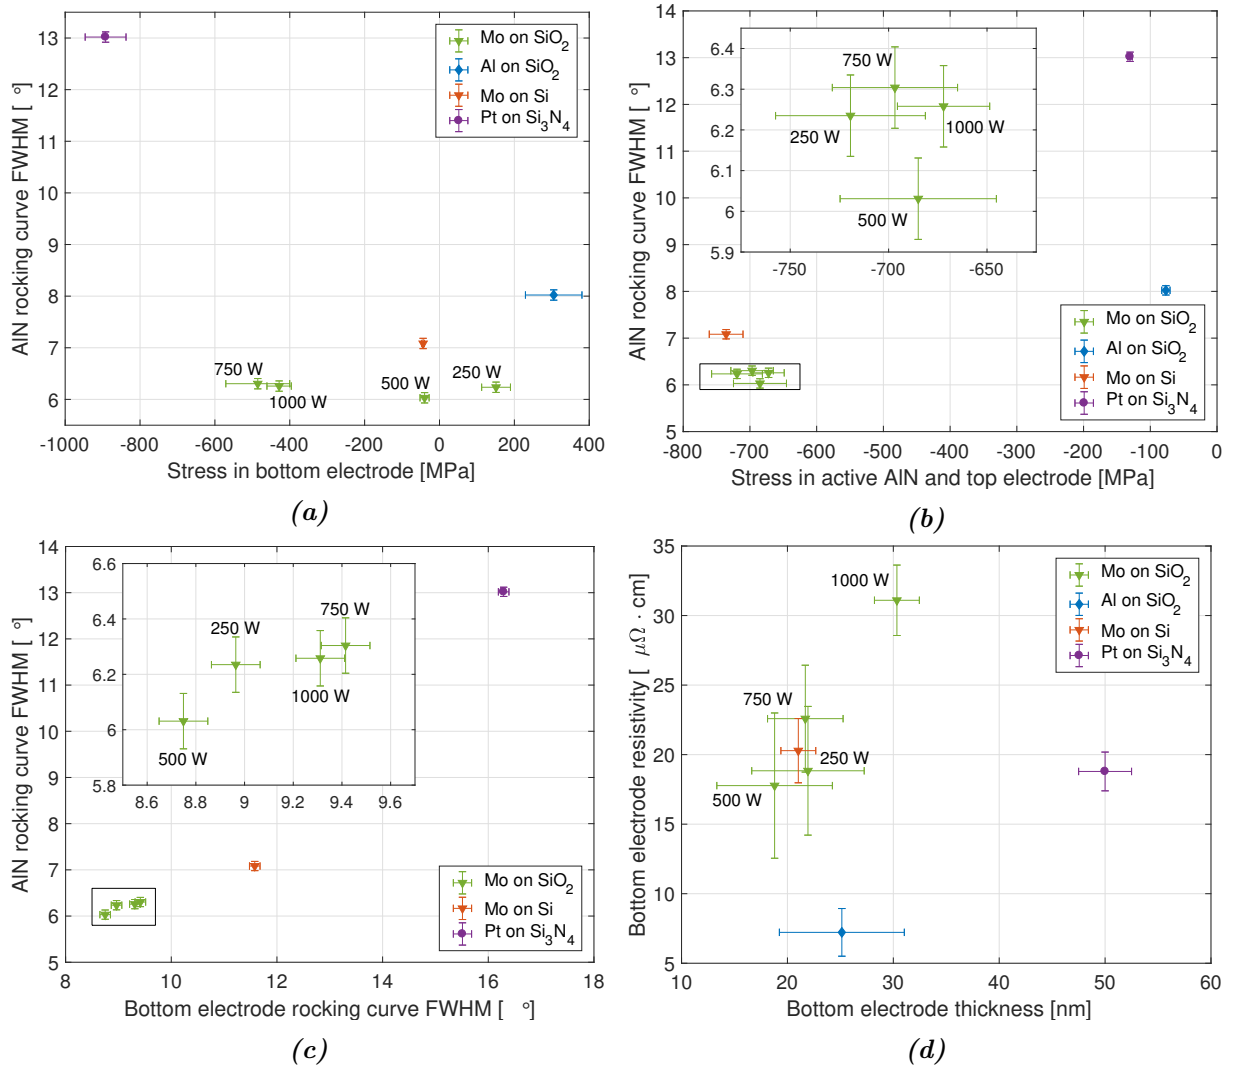 AlN rocking curve FWHM [ °]
13
12
11
10
9
8
7
6
-1000 -800 -600 -400 -200 0 200 400
Stress in bottom electrode [MPa]
Mo on SiO2
Al on SiO2
Mo on Si
Pt on Si3N4
750 W
1000 W
500 W
250 W
(a)
AlN rocking curve FWHM [ °]
14
13
12
11
10
9
8
7
6
5
-800 -700 -600 -500 -400 -300 -200 -100 0
Stress in active AlN and top electrode [MPa]
6.4
6.3
6.2
6.1
6
5.9
-750 -700 -650
750 W
250 W
1000 W
500 W
Mo on SiO2
Al on SiO2
Mo on Si
Pt on Si3N4
(b)
AlN rocking curve FWHM [ °]
14
13
12
11
10
9
8
7
6
5
8 10 12 14 16 18
Bottom electrode rocking curve FWHM [ °]
6.6
6.4
6.2
6
5.8
8.6 8.8 9 9.2 9.4 9.6
250 W
750 W
1000 W
500 W
Mo on SiO2
Mo on Si
Pt on Si3N4
(c)
Bottom electrode resistivity [ μΩ · cm]
35
30
25
20
15
10
5
10 20 30 40 50 60
Bottom electrode thickness [nm]
1000 W
750 W
250 W
500 W
Mo on SiO2
Al on SiO2
Mo on Si
Pt on Si3N4
(d)